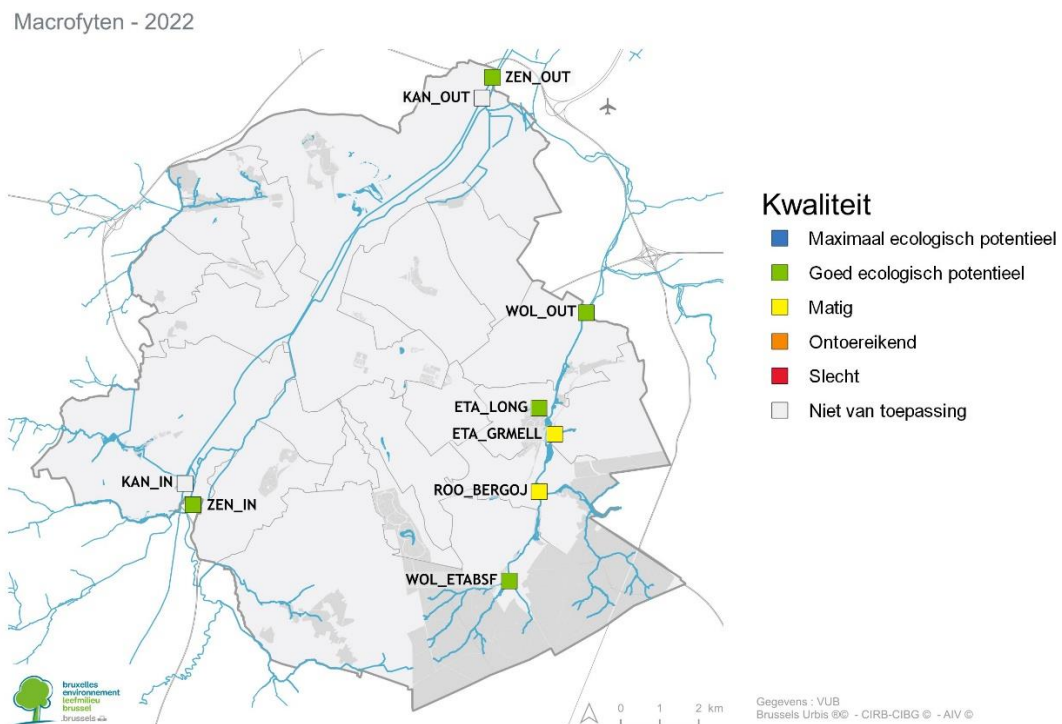 Macrofyten - 2022
ZEN_OUT
KAN_OUT
WOL_OUT
ETA_LONG
ETA_GRMELL
KAN_IN
ROO_BERGOJ
ZEN_IN
WOL_ETABSF
Kwaliteit
Maximaal ecologisch potentieel
Goed ecologisch potentieel
Matig
Ontoereikend
Slecht
Niet van toepassing
bruxelles
environnement
leefmilieu
brussel
.brussels
0 1 2 km
Gegevens : VUB
Brussels Urbis ®© - CIRB-CIBG © - AIV ©